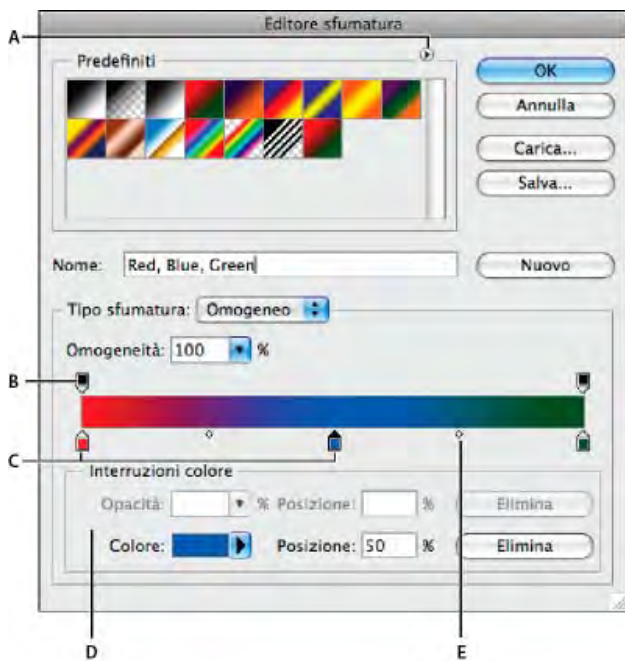 Editore sfumatura
A
Predefiniti
OK
Annulla
Carica...
Salva...
Nome: Red, Blue, Green
Nuovo
Tipo sfumatura: Omogeneo
Omogeneità: 100 %
B
C
Interruzioni colore
Opacità: % Posizione: % Elimina
Colore: Posizione: 50 % Elimina
D E